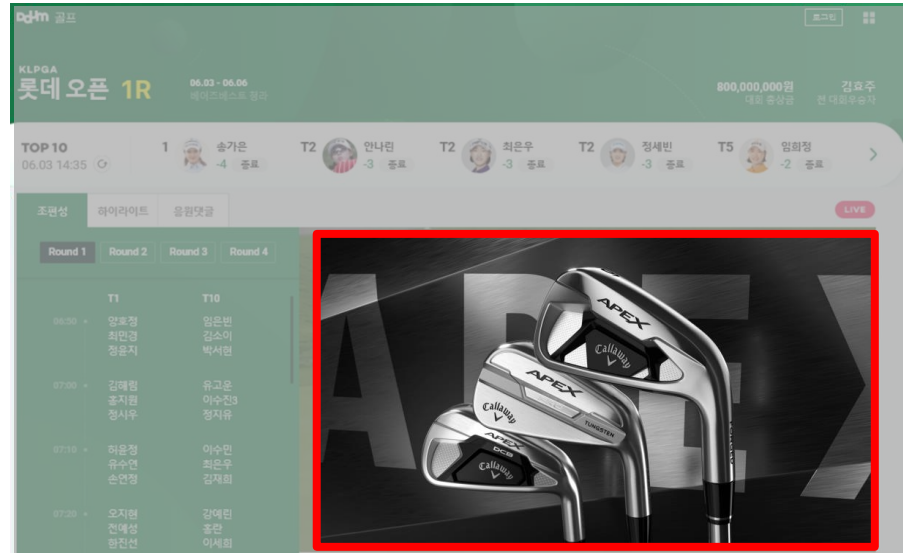 Daum 골프
로그인
KLPGA
롯데 오픈 1R
06.03 - 06.06
베어즈베스트 청라
800,000,000원
대회 총상금
김효주
전 대회우승자
TOP 10
06.03 14:35
1 송가은 -4 종료
T2 안나린 -3 종료
T2 최은우 -3 종료
T2 정세빈 -3 종료
T5 임희정 -2 종료
조편성 하이라이트 응원댓글
LIVE
Round 1 Round 2 Round 3 Round 4
T1 T10
06:50 양호정 임은빈
최민경 김소이
정윤지 박서현
07:00 김혜림 유고운
홍지원 이수진3
정시우 정지유
07:10 허윤정 이수민
유수연 최은우
손연정 김재희
07:20 오지현 강예린
전예성 홍란
한진선 이세희
APEX
APEX
Callaway
APEX
Callaway
TUNGSTEN
APEX
DCB
Callaway